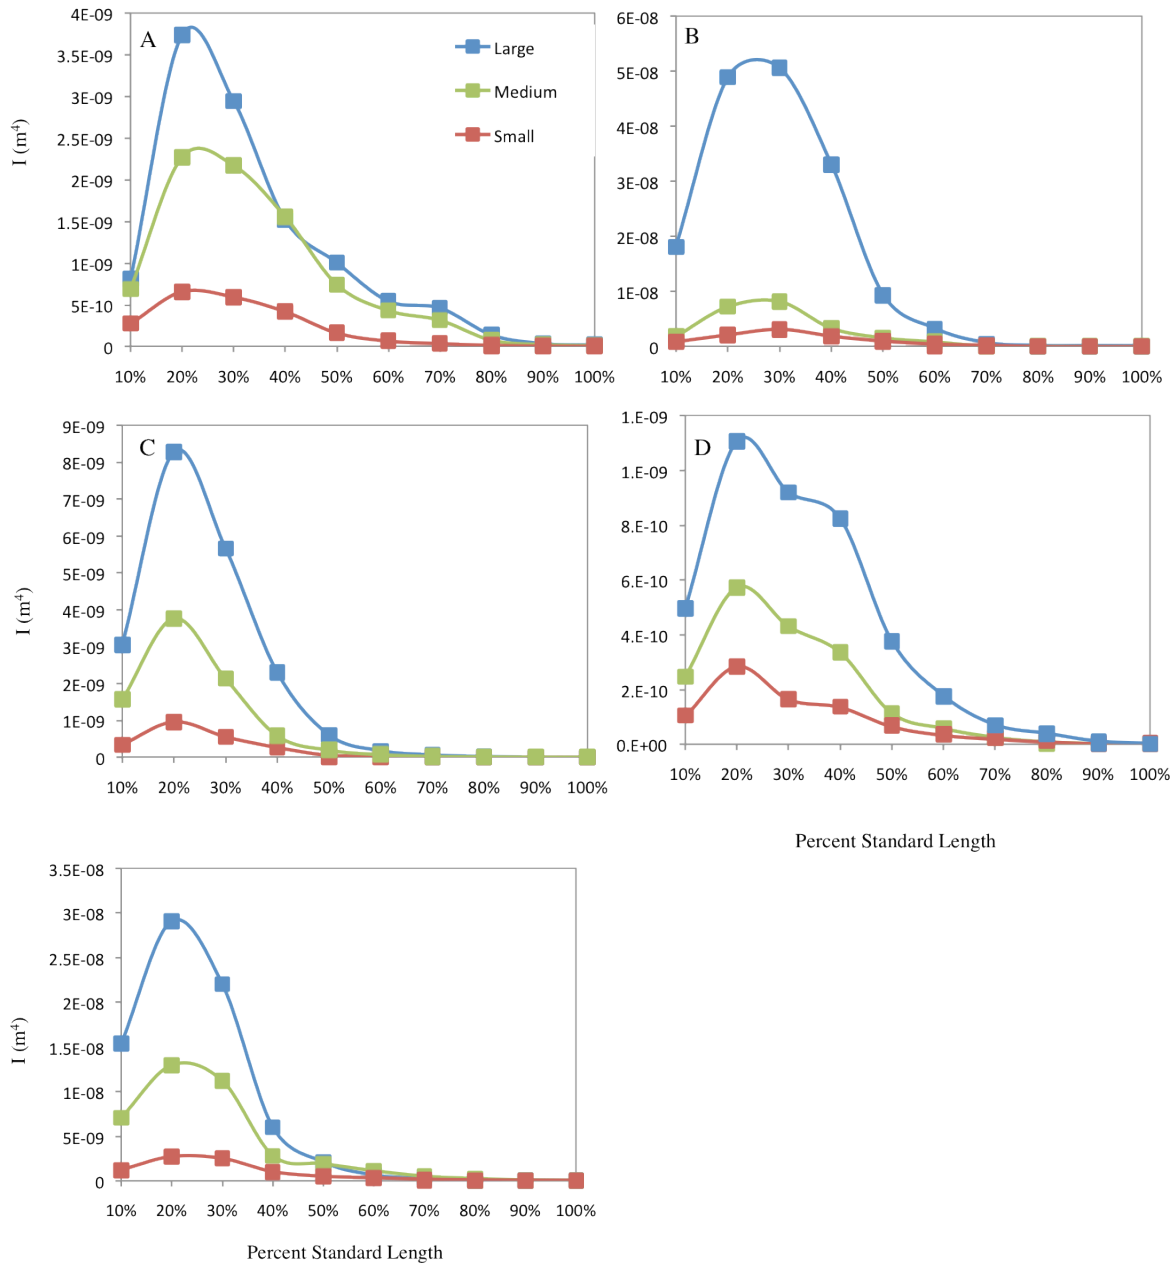 A
4E-09
3.5E-09
3E-09
2.5E-09
2E-09
1.5E-09
1E-09
5E-10
0
I (m⁴)
Large
Medium
Small
10% 20% 30% 40% 50% 60% 70% 80% 90% 100%
B
6E-08
5E-08
4E-08
3E-08
2E-08
1E-08
0
10% 20% 30% 40% 50% 60% 70% 80% 90% 100%
C
9E-09
8E-09
7E-09
6E-09
5E-09
4E-09
3E-09
2E-09
1E-09
0
I (m⁴)
10% 20% 30% 40% 50% 60% 70% 80% 90% 100%
D
1.E-09
1.E-09
8.E-10
6.E-10
4.E-10
2.E-10
0.E+00
10% 20% 30% 40% 50% 60% 70% 80% 90% 100%
Percent Standard Length
3.5E-08
3E-08
2.5E-08
2E-08
1.5E-08
1E-08
5E-09
0
I (m⁴)
10% 20% 30% 40% 50% 60% 70% 80% 90% 100%
Percent Standard Length